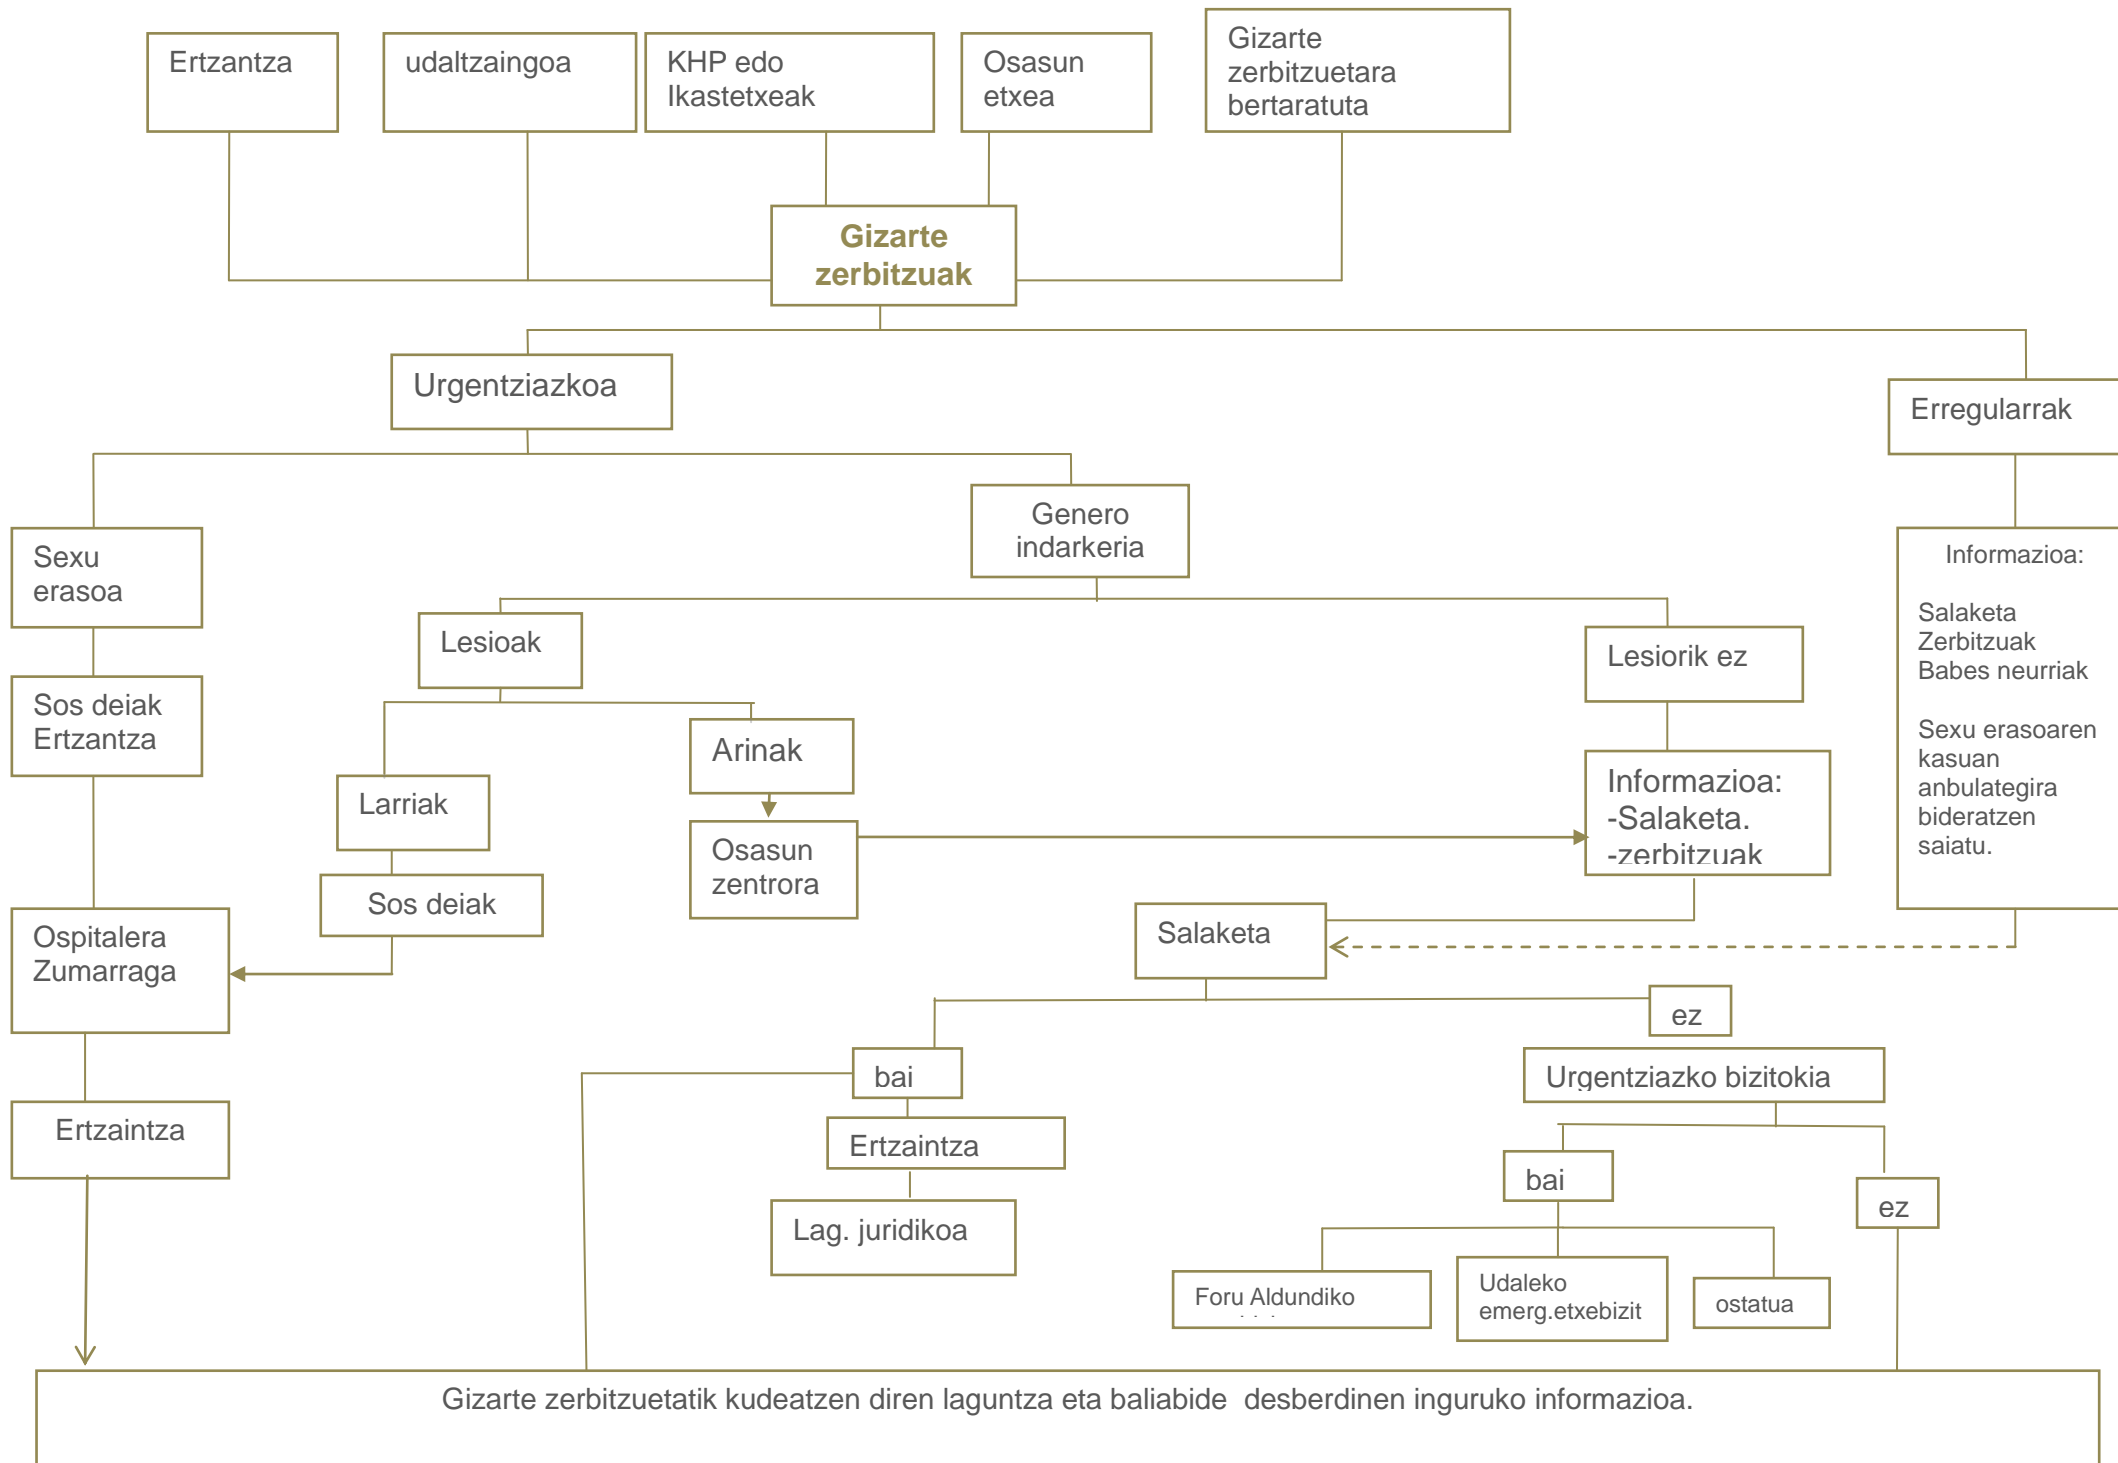 Ertzantza
udaltzaingoa
KHP edo
Ikastetxeak
Osasun
etxea
Gizarte
zerbitzuetara
bertaratuta
Gizarte
zerbitzuak
Urgentziazkoa
Erregularrak
Sexu
erasoa
Genero
indarkeria
Informazioa:
Salaketa
Zerbitzuak
Babes neurriak
Sexu erasoaren
kasuan
anbulategira
bideratzen
saiatu.
Lesioak
Lesiorik ez
Sos deiak
Ertzantza
Arinak
Larriak
Informazioa:
-Salaketa.
-zerbitzuak
Osasun
zentrora
Sos deiak
Ospitalera
Zumarraga
Salaketa
ez
bai
Urgentziazko bizitokia
Ertzaintza
Ertzaintza
bai
ez
Lag. juridikoa
Foru Aldundiko
Udaleko
emerg.etxebizit
ostatua
Gizarte zerbitzuetatik kudeatzen diren laguntza eta baliabide  desberdinen inguruko informazioa.